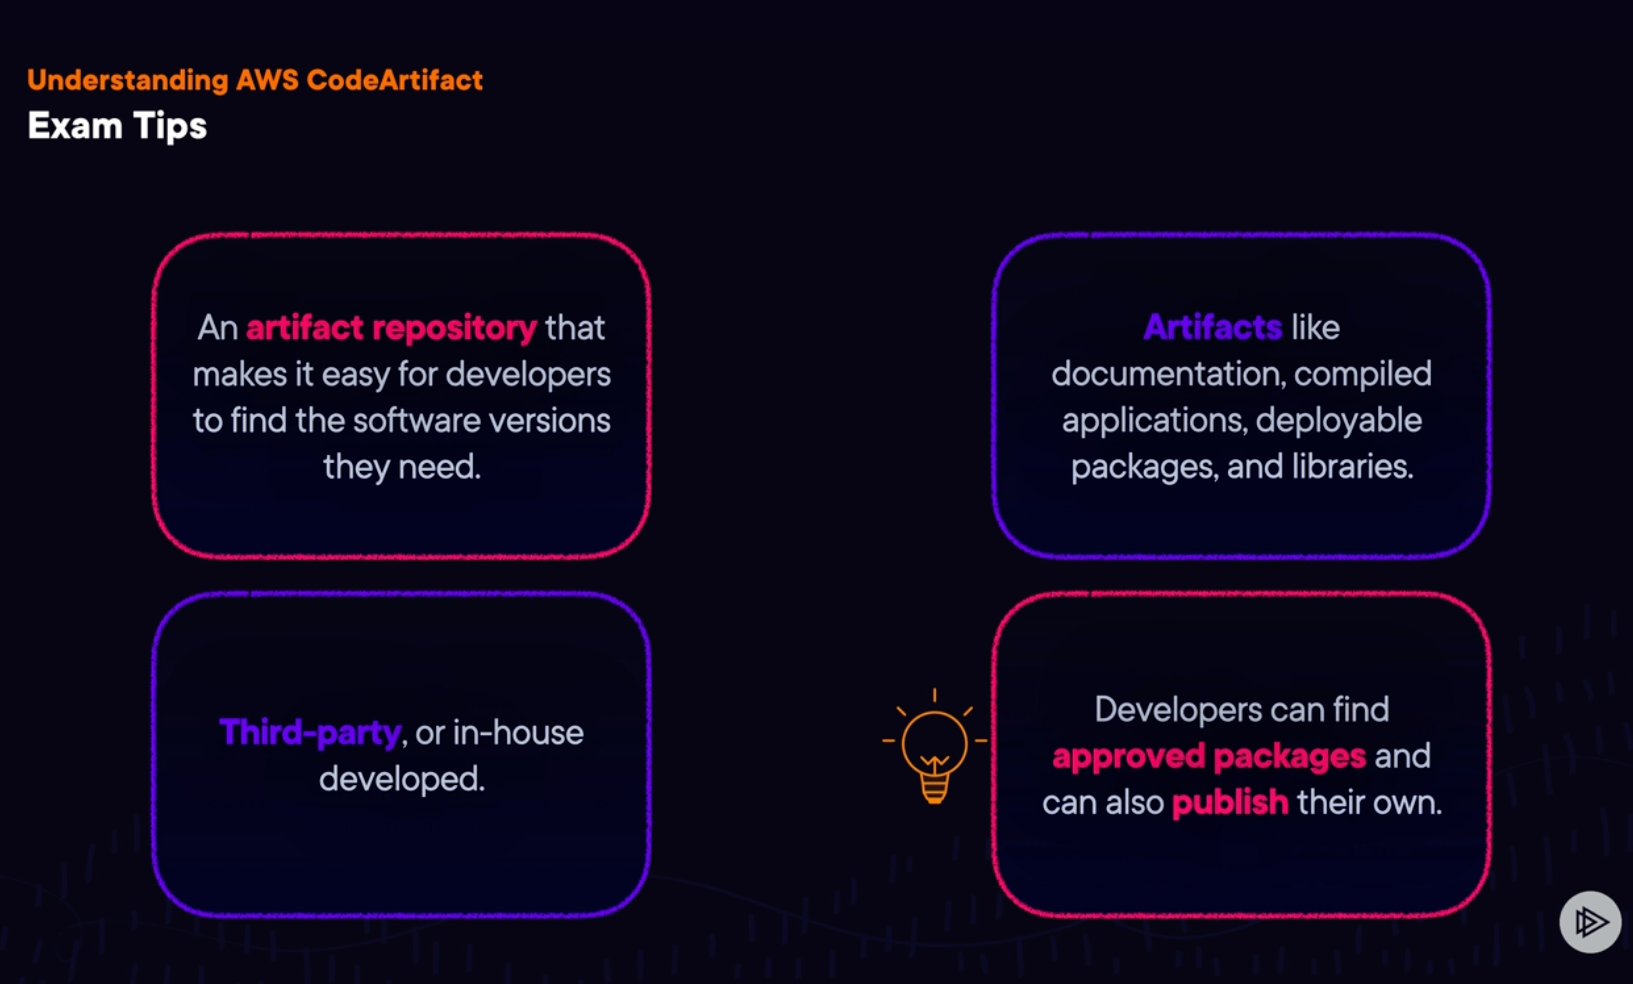 Understanding AWS CodeArtifact
Exam Tips
An artifact repository that
makes it easy for developers
to find the software versions
they need.
Artifacts like
documentation, compiled
applications, deployable
packages, and libraries.
Third-party, or in-house
developed.
Developers can find
approved packages and
can also publish their own.